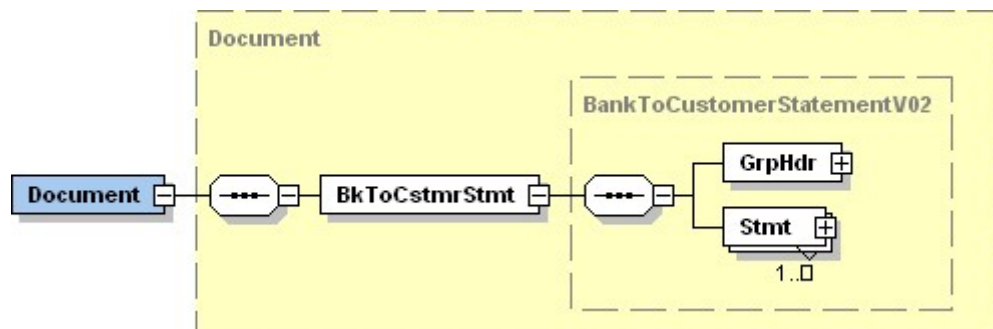 Document
BankToCustomerStatementV02
GrpHdr
Document
BkToCstmrStmt
Stmt
1..